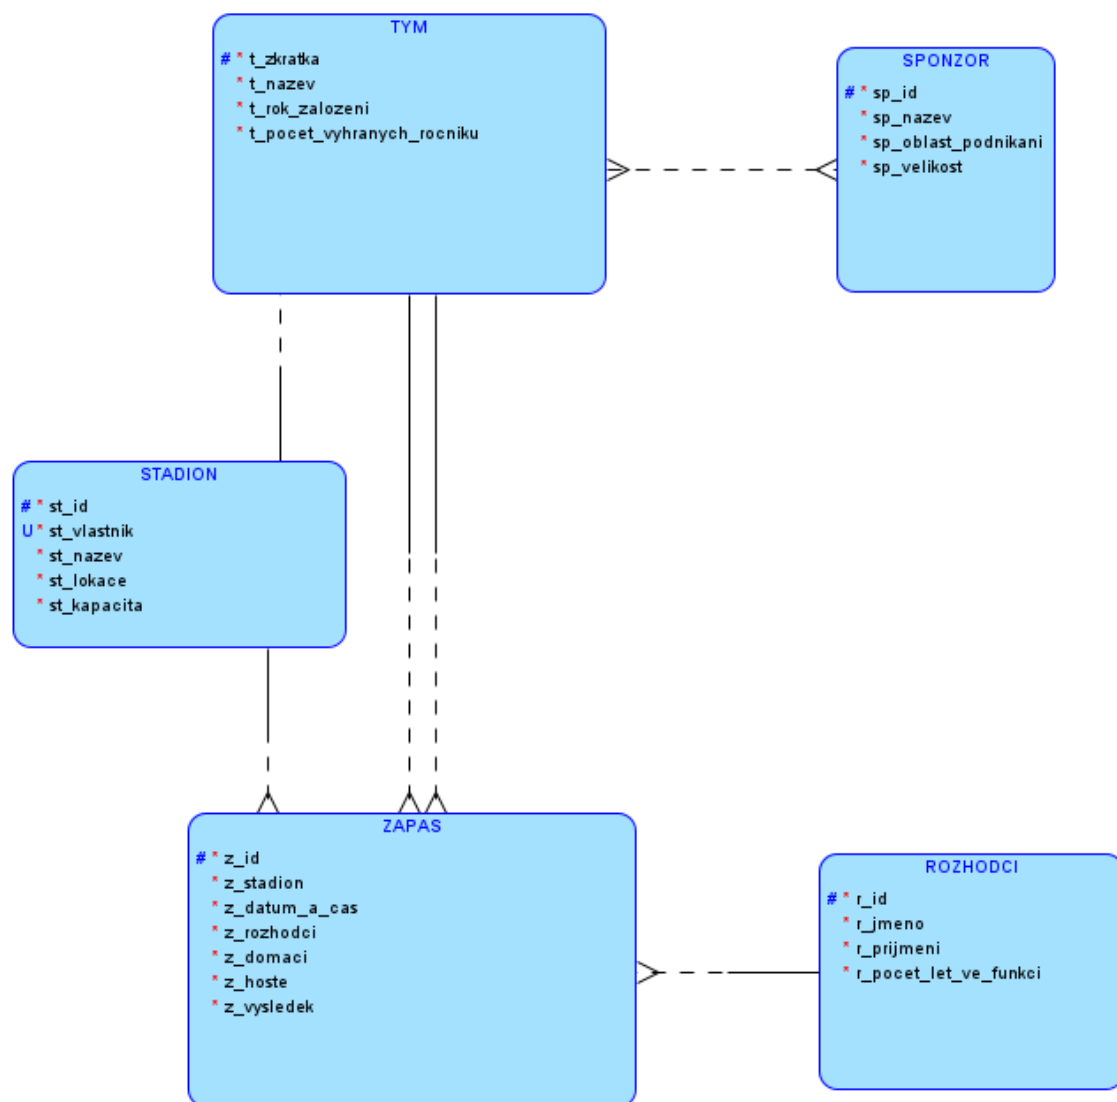 TYM
# * t_zkratka
* t_nazev
* t_rok_zalozeni
* t_pocet_vyhranych_rocniku
SPONZOR
# * sp_id
* sp_nazev
* sp_oblast_podnikani
* sp_velikost
STADION
# * st_id
U * st_vlastnik
* st_nazev
* st_lokace
* st_kapacita
ZAPAS
# * z_id
* z_stadion
* z_datum_a_cas
* z_rozhodci
* z_domaci
* z_hoste
* z_vysledek
ROZHODCI
# * r_id
* r_jmeno
* r_prijmeni
* r_pocet_let_ve_funkci